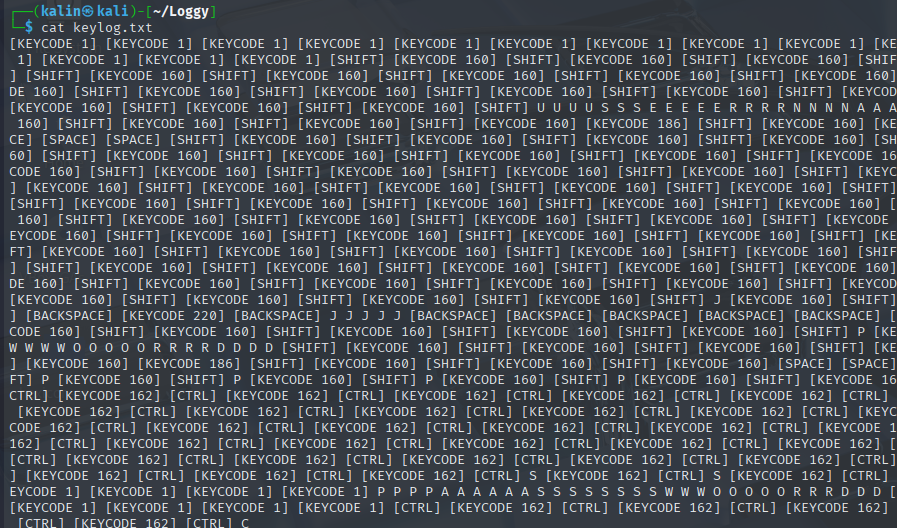 ┌──(kalin㉿kali)-[~/Loggy]
└─$ cat keylog.txt
[KEYCODE 1] [KEYCODE 1] [KEYCODE 1] [KEYCODE 1] [KEYCODE 1] [KEYCODE 1] [KEYCODE 1] [KEYCODE 1] [KEYCODE 1] [KE
 1] [KEYCODE 1] [KEYCODE 1] [KEYCODE 1] [SHIFT] [KEYCODE 160] [SHIFT] [KEYCODE 160] [SHIFT] [KEYCODE 160] [SHIF
] [SHIFT] [KEYCODE 160] [SHIFT] [KEYCODE 160] [SHIFT] [KEYCODE 160] [SHIFT] [KEYCODE 160] [SHIFT] [KEYCODE 160]
DE 160] [SHIFT] [KEYCODE 160] [SHIFT] [KEYCODE 160] [SHIFT] [KEYCODE 160] [SHIFT] [KEYCODE 160] [SHIFT] [KEYCO
[KEYCODE 160] [SHIFT] [KEYCODE 160] [SHIFT] [KEYCODE 160] [SHIFT] U U U U S S S E E E E E R R R R N N N N A A A
 160] [SHIFT] [KEYCODE 160] [SHIFT] [KEYCODE 160] [SHIFT] [KEYCODE 160] [KEYCODE 186] [SHIFT] [KEYCODE 160] [KE
CE] [SPACE] [SPACE] [SHIFT] [KEYCODE 160] [SHIFT] [KEYCODE 160] [SHIFT] [KEYCODE 160] [SHIFT] [KEYCODE 160] [SH
60] [SHIFT] [KEYCODE 160] [SHIFT] [KEYCODE 160] [SHIFT] [KEYCODE 160] [SHIFT] [KEYCODE 160] [SHIFT] [KEYCODE 16
CODE 160] [SHIFT] [KEYCODE 160] [SHIFT] [KEYCODE 160] [SHIFT] [KEYCODE 160] [SHIFT] [KEYCODE 160] [SHIFT] [KEYC
 [KEYCODE 160] [SHIFT] [KEYCODE 160] [SHIFT] [KEYCODE 160] [SHIFT] [KEYCODE 160] [SHIFT] [KEYCODE 160] [SHIFT]
[SHIFT] [KEYCODE 160] [SHIFT] [KEYCODE 160] [SHIFT] [KEYCODE 160] [SHIFT] [KEYCODE 160] [SHIFT] [KEYCODE 160] [
 160] [SHIFT] [KEYCODE 160] [SHIFT] [KEYCODE 160] [SHIFT] [KEYCODE 160] [SHIFT] [KEYCODE 160] [SHIFT] [KEYCODE
EYCODE 160] [SHIFT] [KEYCODE 160] [SHIFT] [KEYCODE 160] [SHIFT] [KEYCODE 160] [SHIFT] [KEYCODE 160] [SHIFT] [KE
FT] [KEYCODE 160] [SHIFT] [KEYCODE 160] [SHIFT] [KEYCODE 160] [SHIFT] [KEYCODE 160] [SHIFT] [KEYCODE 160] [SHIF
] [SHIFT] [KEYCODE 160] [SHIFT] [KEYCODE 160] [SHIFT] [KEYCODE 160] [SHIFT] [KEYCODE 160] [SHIFT] [KEYCODE 160]
DE 160] [SHIFT] [KEYCODE 160] [SHIFT] [KEYCODE 160] [SHIFT] [KEYCODE 160] [SHIFT] [KEYCODE 160] [SHIFT] [KEYCO
[KEYCODE 160] [SHIFT] [KEYCODE 160] [SHIFT] [KEYCODE 160] [SHIFT] [KEYCODE 160] [SHIFT] J [KEYCODE 160] [SHIFT]
] [BACKSPACE] [KEYCODE 220] [BACKSPACE] J J J J J [BACKSPACE] [BACKSPACE] [BACKSPACE] [BACKSPACE] [BACKSPACE] [
CODE 160] [SHIFT] [KEYCODE 160] [SHIFT] [KEYCODE 160] [SHIFT] [KEYCODE 160] [SHIFT] [KEYCODE 160] [SHIFT] P [KE
W W W W O O O O O R R R R D D D D [SHIFT] [KEYCODE 160] [SHIFT] [KEYCODE 160] [SHIFT] [KEYCODE 160] [SHIFT] [KE
] [KEYCODE 160] [KEYCODE 186] [SHIFT] [KEYCODE 160] [SHIFT] [KEYCODE 160] [SHIFT] [KEYCODE 160] [SPACE] [SPACE]
FT] P [KEYCODE 160] [SHIFT] P [KEYCODE 160] [SHIFT] P [KEYCODE 160] [SHIFT] P [KEYCODE 160] [SHIFT] [KEYCODE 16
CTRL] [KEYCODE 162] [CTRL] [KEYCODE 162] [CTRL] [KEYCODE 162] [CTRL] [KEYCODE 162] [CTRL] [KEYCODE 162] [CTRL]
 [KEYCODE 162] [CTRL] [KEYCODE 162] [CTRL] [KEYCODE 162] [CTRL] [KEYCODE 162] [CTRL] [KEYCODE 162] [CTRL] [KEYC
CODE 162] [CTRL] [KEYCODE 162] [CTRL] [KEYCODE 162] [CTRL] [KEYCODE 162] [CTRL] [KEYCODE 162] [CTRL] [KEYCODE 1
162] [CTRL] [KEYCODE 162] [CTRL] [KEYCODE 162] [CTRL] [KEYCODE 162] [CTRL] [KEYCODE 162] [CTRL] [KEYCODE 162]
[CTRL] [KEYCODE 162] [CTRL] [KEYCODE 162] [CTRL] [KEYCODE 162] [CTRL] [KEYCODE 162] [CTRL] [KEYCODE 162] [CTRL
] [KEYCODE 162] [CTRL] [KEYCODE 162] [CTRL] [KEYCODE 162] [CTRL] S [KEYCODE 162] [CTRL] S [KEYCODE 162] [CTRL]
EYCODE 1] [KEYCODE 1] [KEYCODE 1] [KEYCODE 1] P P P P A A A A A A S S S S S S S S W W W O O O O O R R R D D D [
[KEYCODE 1] [KEYCODE 1] [KEYCODE 1] [KEYCODE 1] [CTRL] [KEYCODE 162] [CTRL] [KEYCODE 162] [CTRL] [KEYCODE 162]
 [CTRL] [KEYCODE 162] [CTRL] C